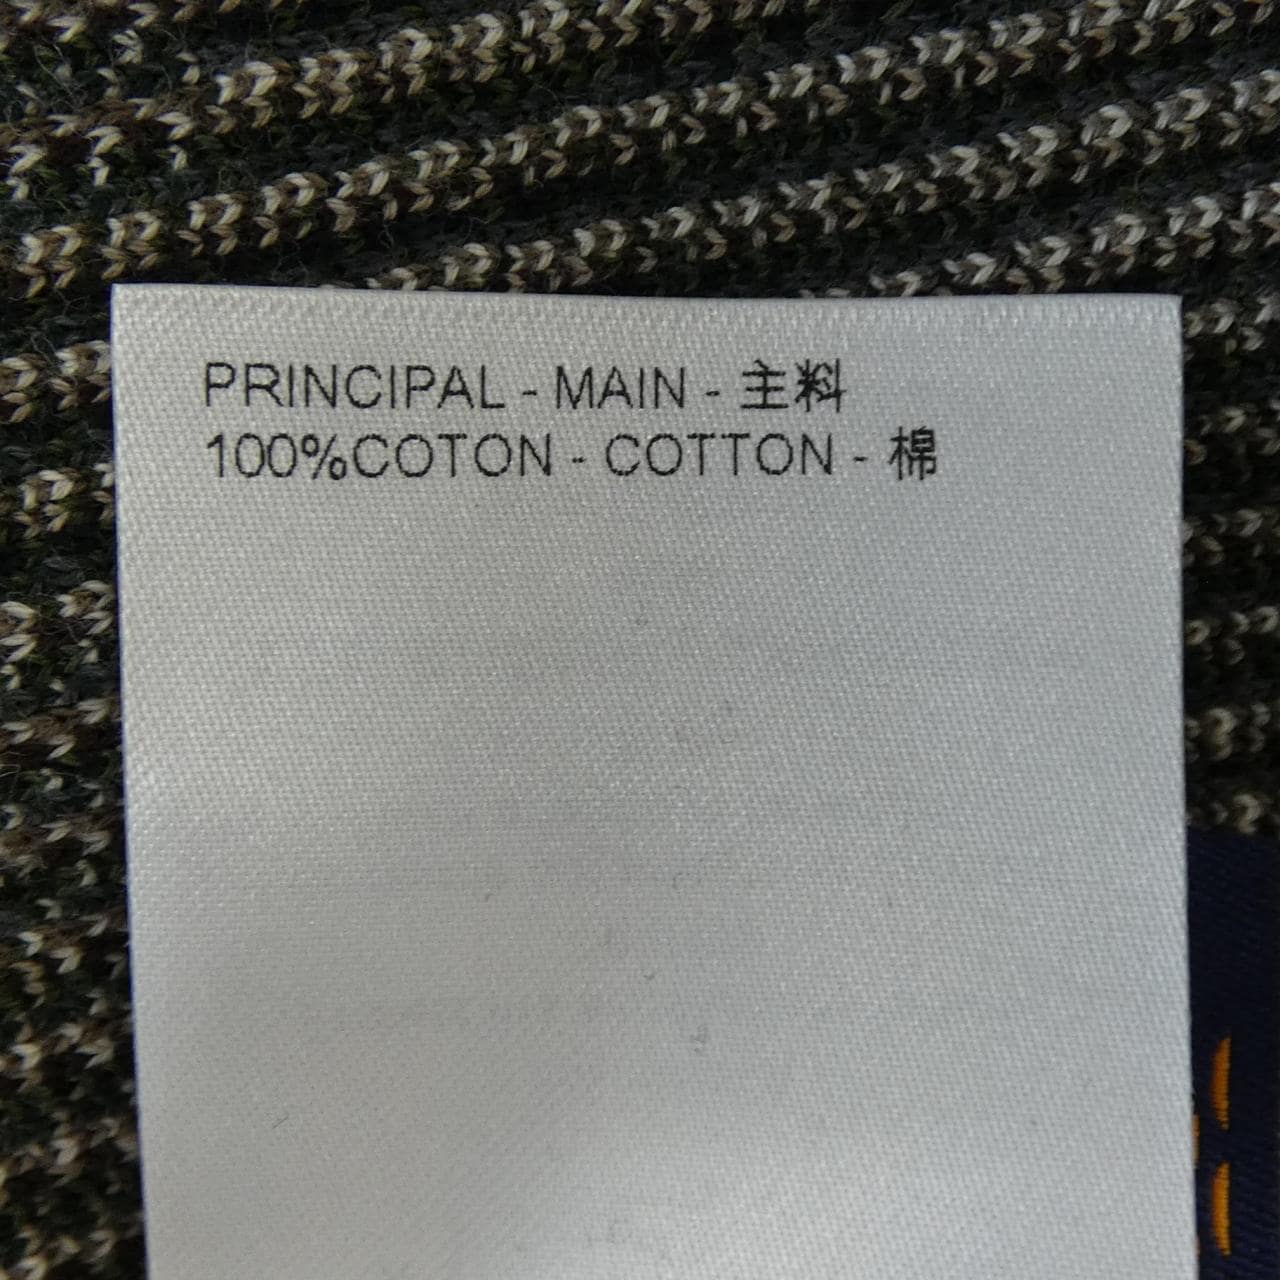 PRINCIPAL - MAIN - 主料
100%COTON - COTTON - 棉